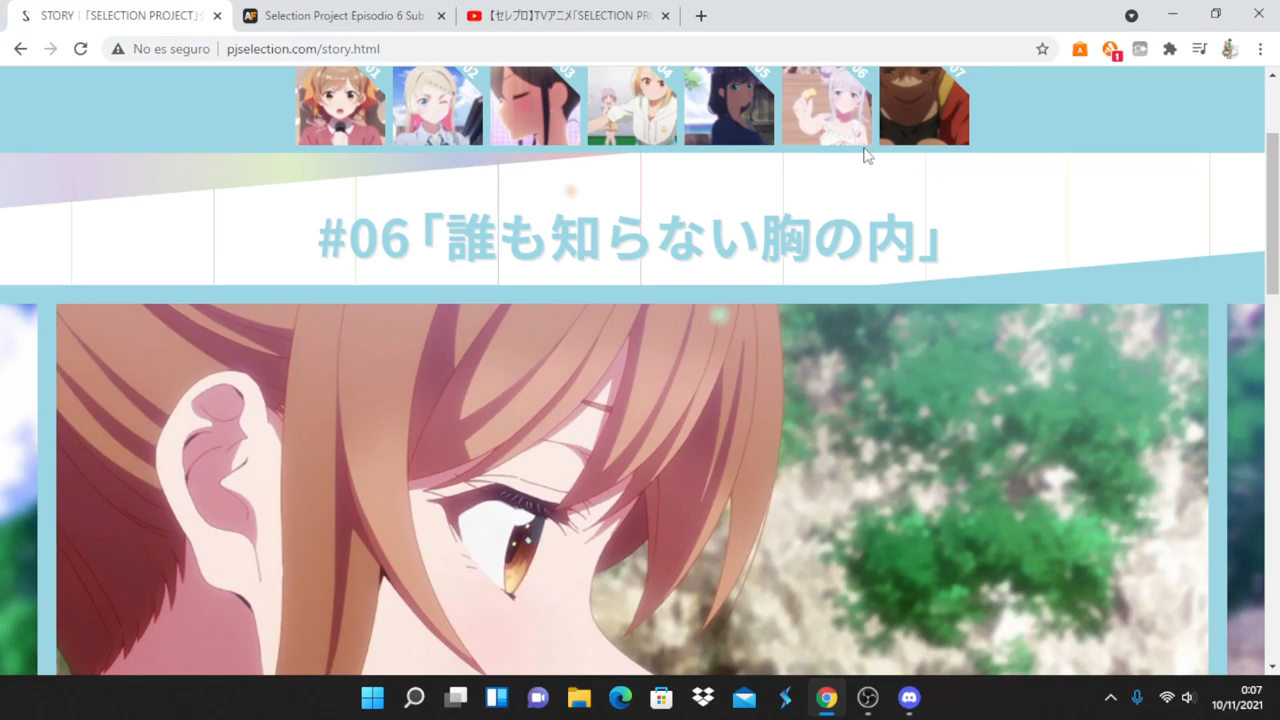 STORY | 「SELECTION PROJECT」
Selection Project Episodio 6 Sub
【セレプロ】TVアニメ「SELECTION PR
No es seguro
pjselection.com/story.html
1
01
02
03
04
05
06
07
#06「誰も知らない胸の内」
0:07
10/11/2021